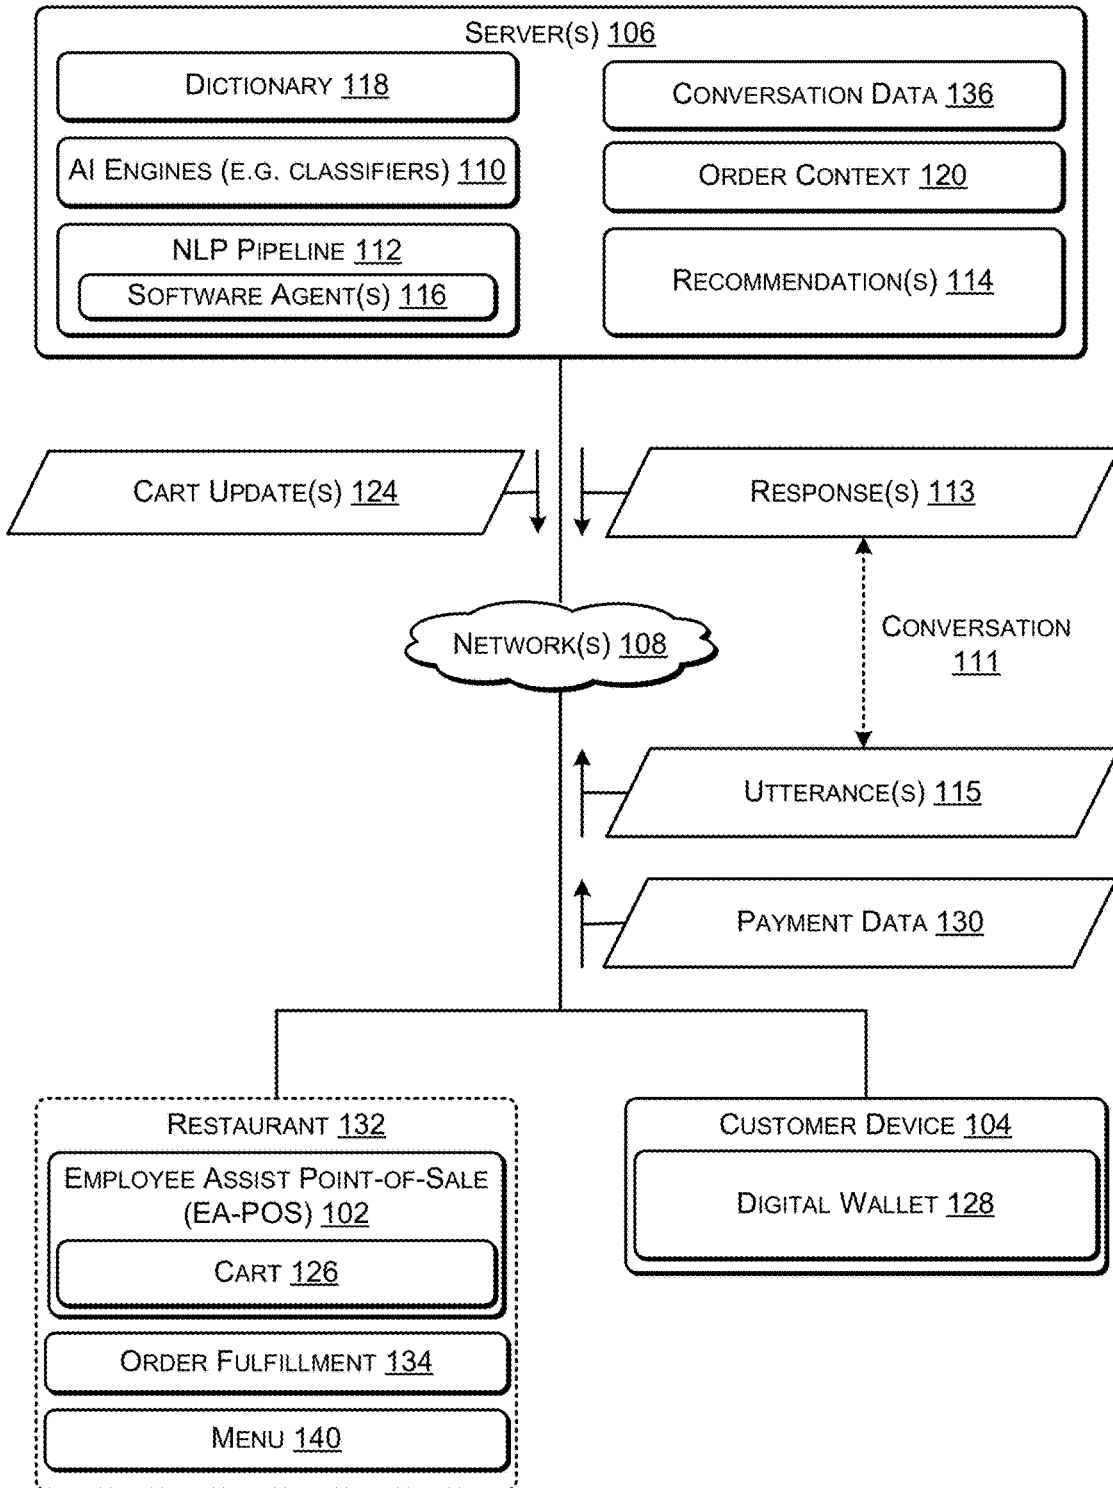 SERVER(S) 106
DICTIONARY 118
CONVERSATION DATA 136
AI ENGINES (E.G. CLASSIFIERS) 110
ORDER CONTEXT 120
NLP PIPELINE 112
SOFTWARE AGENT(S) 116
RECOMMENDATION(S) 114
CART UPDATE(S) 124
RESPONSE(S) 113
NETWORK(S) 108
CONVERSATION
111
UTTERANCE(S) 115
PAYMENT DATA 130
RESTAURANT 132
EMPLOYEE ASSIST POINT-OF-SALE
(EA-POS) 102
CART 126
ORDER FULFILLMENT 134
MENU 140
CUSTOMER DEVICE 104
DIGITAL WALLET 128